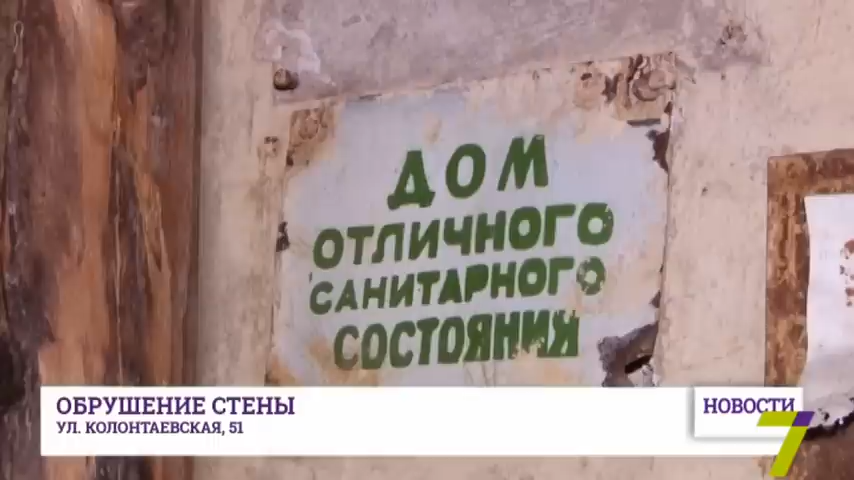 ДОМ
ОТЛИЧНОГО
САНИТАРНОГО
СОСТОЯНИЯ
ОБРУШЕНИЕ СТЕНЫ
УЛ. КОЛОНТАЕВСКАЯ, 51
НОВОСТИ
7